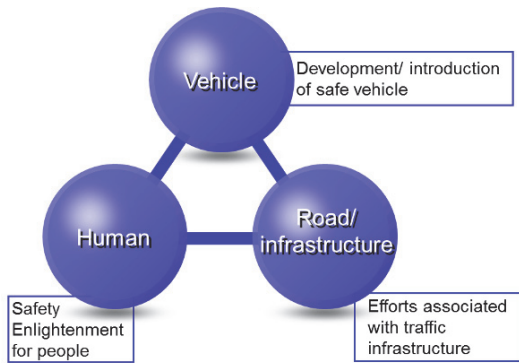 Vehicle
Development/ introduction
of safe vehicle
Human
Road/
infrastructure
Safety
Enlightenment
for people
Efforts associated
with traffic
infrastructure